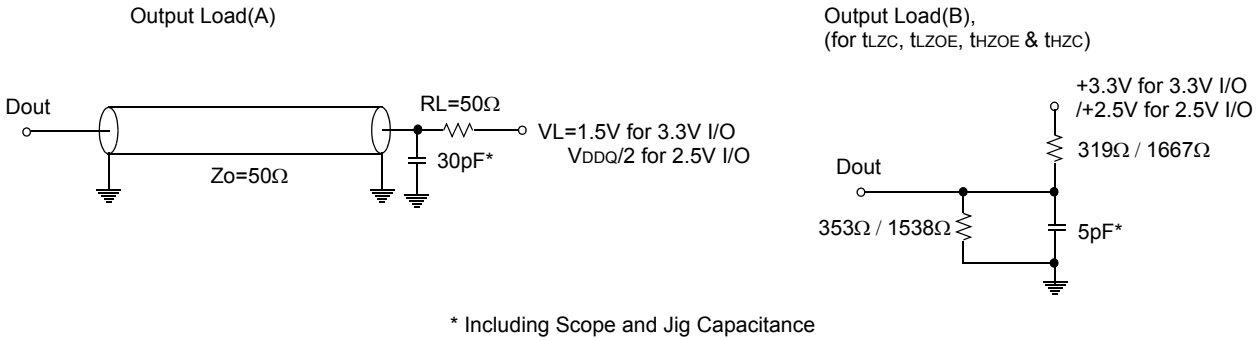 Output Load(A)
Dout
Zo=50Ω
RL=50Ω
30pF*
VL=1.5V for 3.3V I/O
VDDQ/2 for 2.5V I/O
Output Load(B),
(for tLZC, tLZOE, tHZOE & tHZC)
+3.3V for 3.3V I/O
/+2.5V for 2.5V I/O
319Ω / 1667Ω
Dout
353Ω / 1538Ω
5pF*
* Including Scope and Jig Capacitance